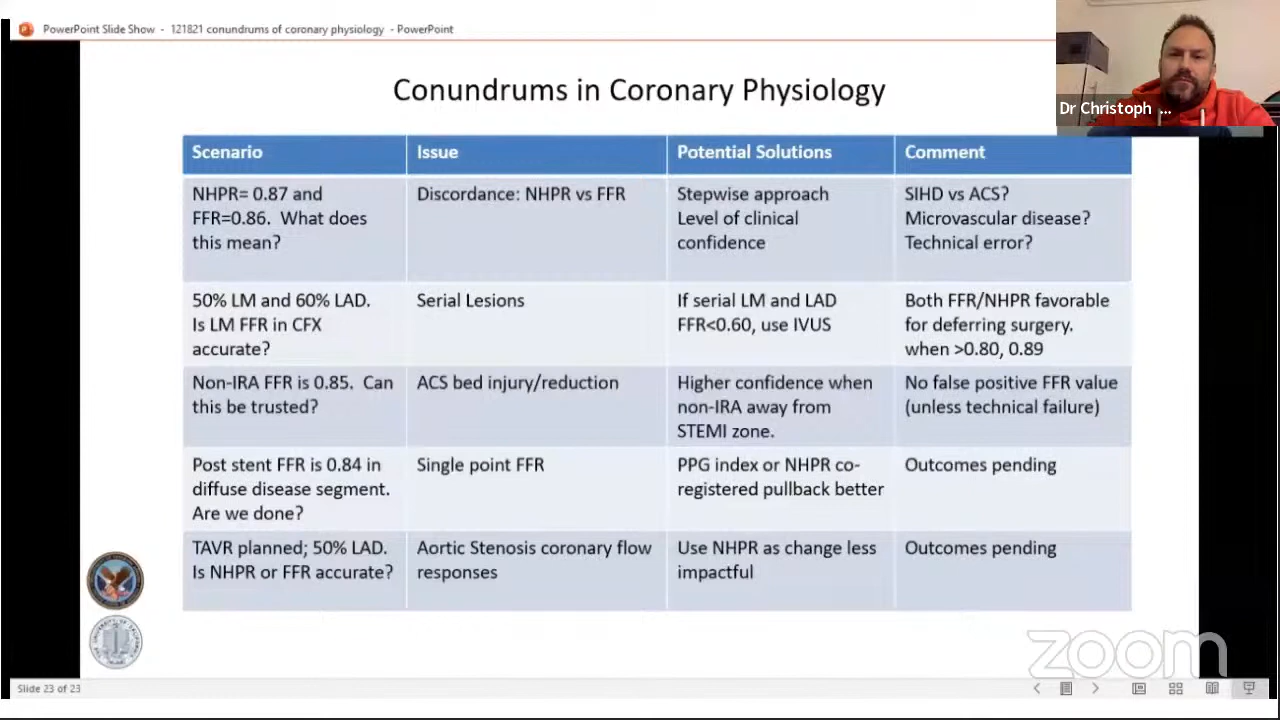 PowerPoint Slide Show - 121821 conundrums of coronary physiology - PowerPoint
Dr Christoph ...
Conundrums in Coronary Physiology
Scenario
Issue
Potential Solutions
Comment
NHPR= 0.87 and
FFR=0.86. What does
this mean?
Discordance: NHPR vs FFR
Stepwise approach
Level of clinical
confidence
SIHD vs ACS?
Microvascular disease?
Technical error?
50% LM and 60% LAD.
Is LM FFR in CFX
accurate?
Serial Lesions
If serial LM and LAD
FFR<0.60, use IVUS
Both FFR/NHPR favorable
for deferring surgery.
when >0.80, 0.89
Non-IRA FFR is 0.85. Can
this be trusted?
ACS bed injury/reduction
Higher confidence when
non-IRA away from
STEMI zone.
No false positive FFR value
(unless technical failure)
Post stent FFR is 0.84 in
diffuse disease segment.
Are we done?
Single point FFR
PPG index or NHPR co-
registered pullback better
Outcomes pending
TAVR planned; 50% LAD.
Is NHPR or FFR accurate?
Aortic Stenosis coronary flow
responses
Use NHPR as change less
impactful
Outcomes pending
zoom
Slide 23 of 23